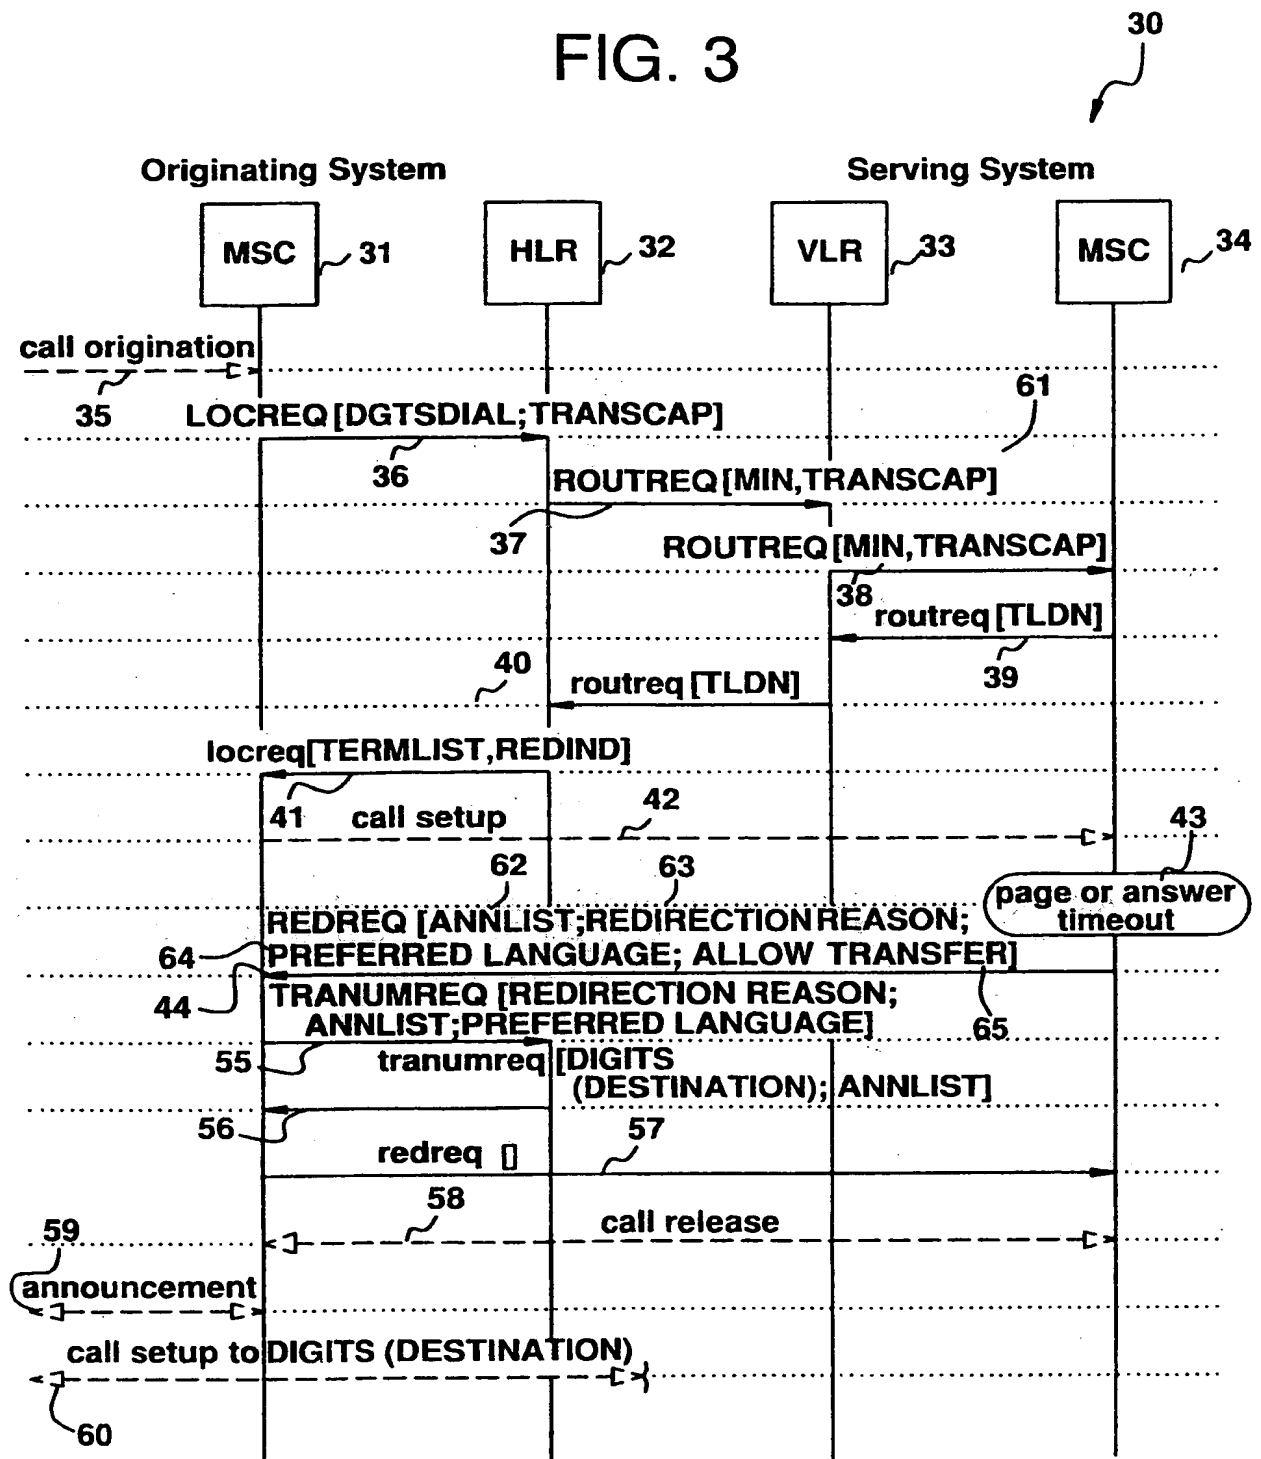 FIG. 3
30
Originating System
Serving System
MSC
31
HLR
32
VLR
33
MSC
34
call origination
35
LOCREQ [DGTSDIAL;TRANSCAP]
36
61
ROUTREQ [MIN,TRANSCAP]
37
ROUTREQ [MIN,TRANSCAP]
38
routreq [TLDN]
39
40
routreq [TLDN]
locreq[TERMLIST,REDIND]
41
call setup
42
43
page or answer
timeout
62
63
REDREQ [ANNLIST;REDIRECTION REASON;
64
PREFERRED LANGUAGE; ALLOW TRANSFER]
44
65
TRANUMREQ [REDIRECTION REASON;
ANNLIST;PREFERRED LANGUAGE]
55
tranumreq [DIGITS
(DESTINATION); ANNLIST]
56
redreq []
57
58
call release
59
announcement
call setup to DIGITS (DESTINATION)
60